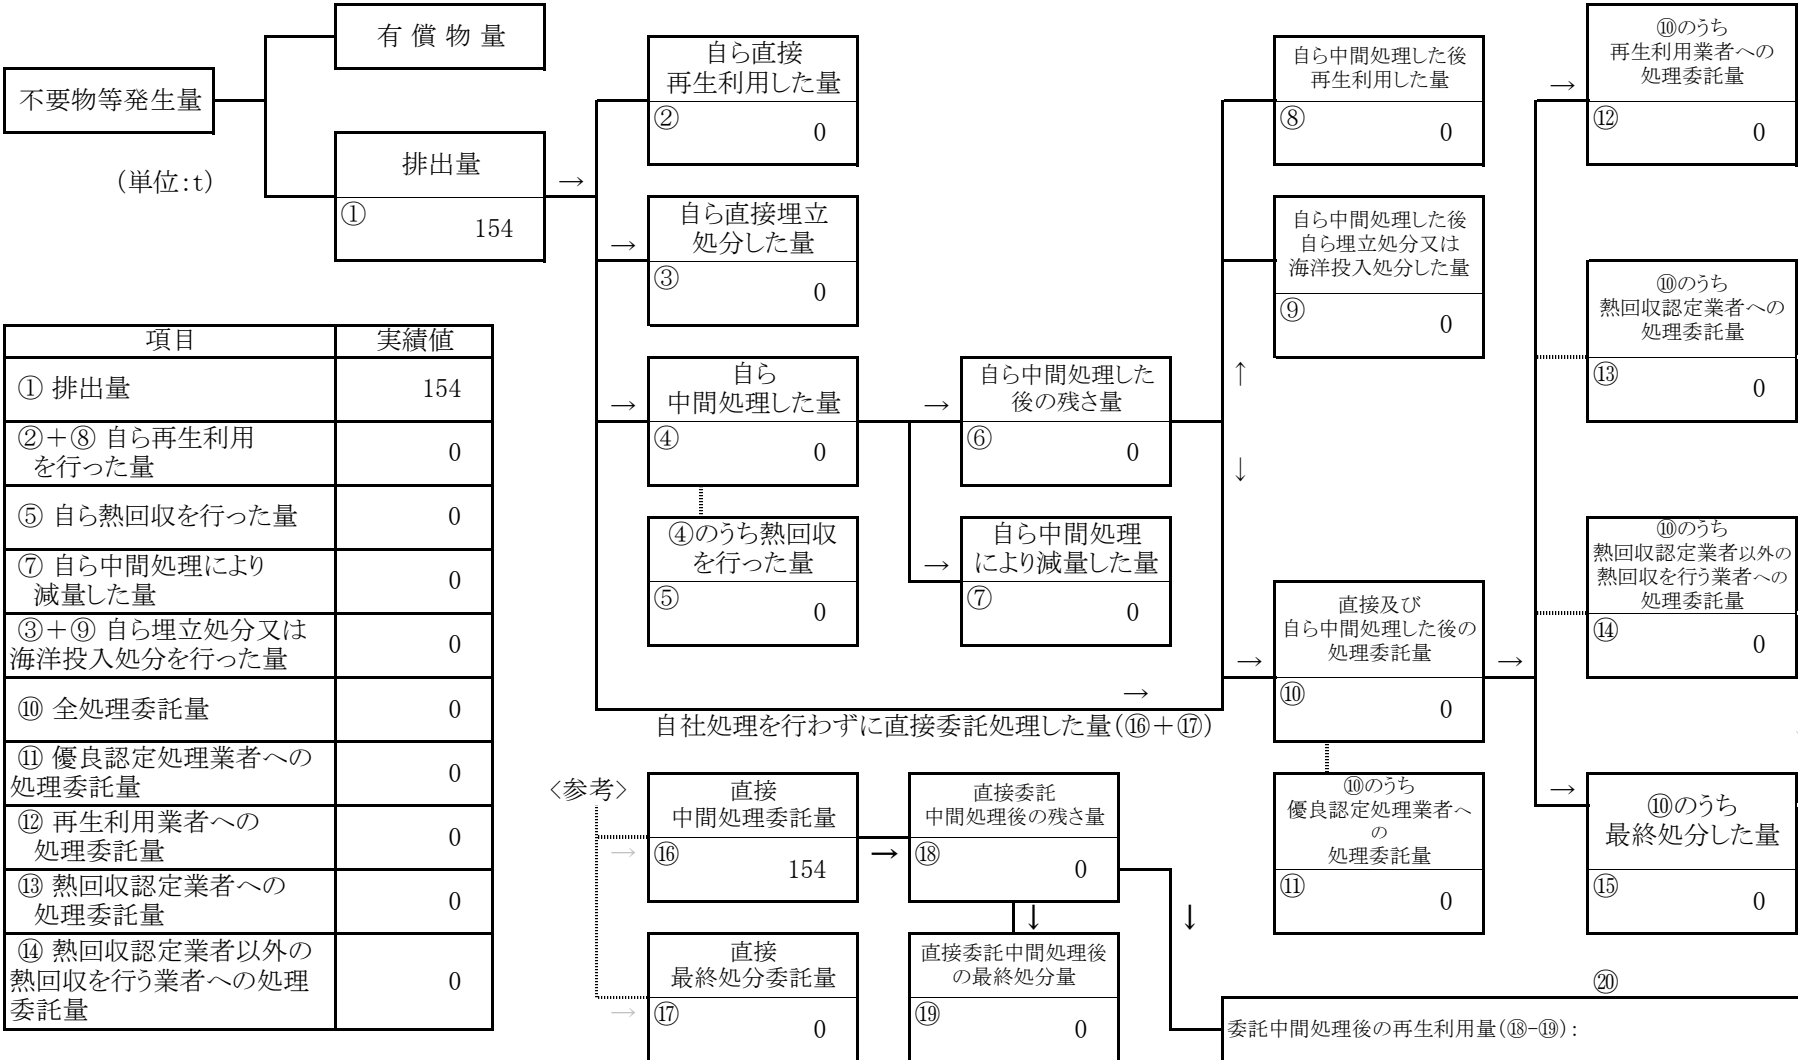 有 償 物 量
不要物等発生量
(単位:t)
排出量
①
154
→
自ら直接
再生利用した量
②
0
→
自ら直接埋立
処分した量
③
0
→
自ら
中間処理した量
④
0
④のうち熱回収
を行った量
⑤
0
→
自ら中間処理した
後の残さ量
⑥
0
→
自ら中間処理
により減量した量
⑦
0
自ら中間処理した後
再生利用した量
⑧
0
自ら中間処理した後
自ら埋立処分又は
海洋投入処分した量
⑨
0
↑
↓
→
直接及び
自ら中間処理した後の
処理委託量
⑩
0
→
⑩のうち
優良認定処理業者へ
の
処理委託量
⑪
0
→
⑩のうち
再生利用業者への
処理委託量
⑫
0
⑩のうち
熱回収認定業者への
処理委託量
⑬
0
⑩のうち
熱回収認定業者以外の
熱回収を行う業者への
処理委託量
⑭
0
→
⑩のうち
最終処分した量
⑮
0
→
自社処理を行わずに直接委託処理した量(⑯+⑰)
<参考>
→
直接
中間処理委託量
⑯
154
→
直接委託
中間処理後の残さ量
⑱
0
↓
↓
→
直接
最終処分委託量
⑰
0
直接委託中間処理後
の最終処分量
⑲
0
⑳
委託中間処理後の再生利用量(⑱-⑲):
項目 実績値
① 排出量 154
②+⑧ 自ら再生利用
を行った量
0
⑤ 自ら熱回収を行った量 0
⑦ 自ら中間処理により
減量した量
0
③+⑨ 自ら埋立処分又は
海洋投入処分を行った量
0
⑩ 全処理委託量 0
⑪ 優良認定処理業者への
処理委託量
0
⑫ 再生利用業者への
処理委託量
0
⑬ 熱回収認定業者への
処理委託量
0
⑭ 熱回収認定業者以外の
熱回収を行う業者への処理
委託量
0